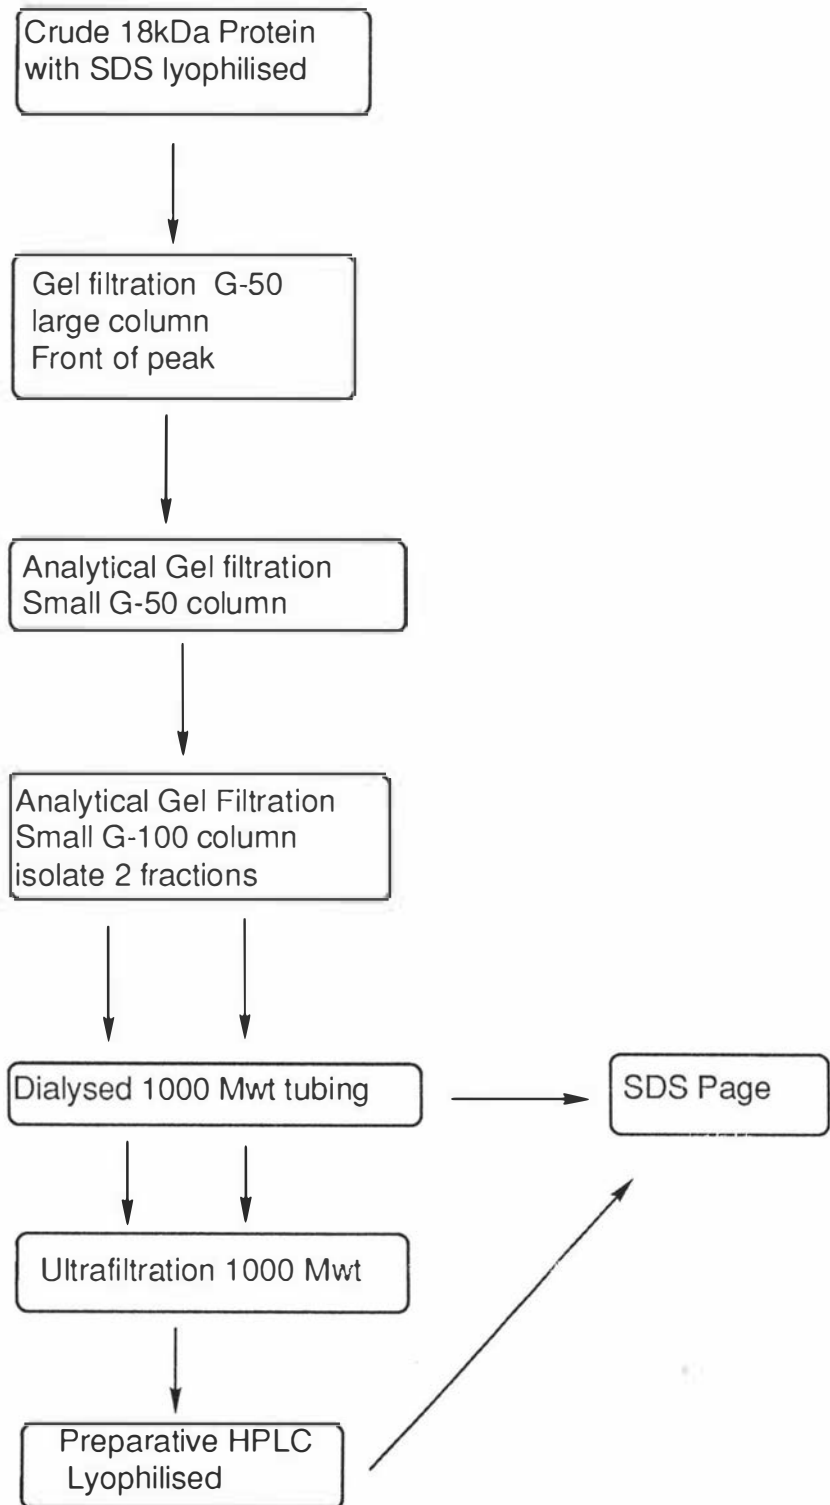 Crude 18kDa Protein
with SDS lyophilised
Gel filtration G-50
large column
Front of peak
Analytical Gel filtration
Small G-50 column
Analytical Gel Filtration
Small G-100 column
isolate 2 fractions
Dialysed 1000 Mwt tubing
SDS Page
Ultrafiltration 1000 Mwt
Preparative HPLC
Lyophilised